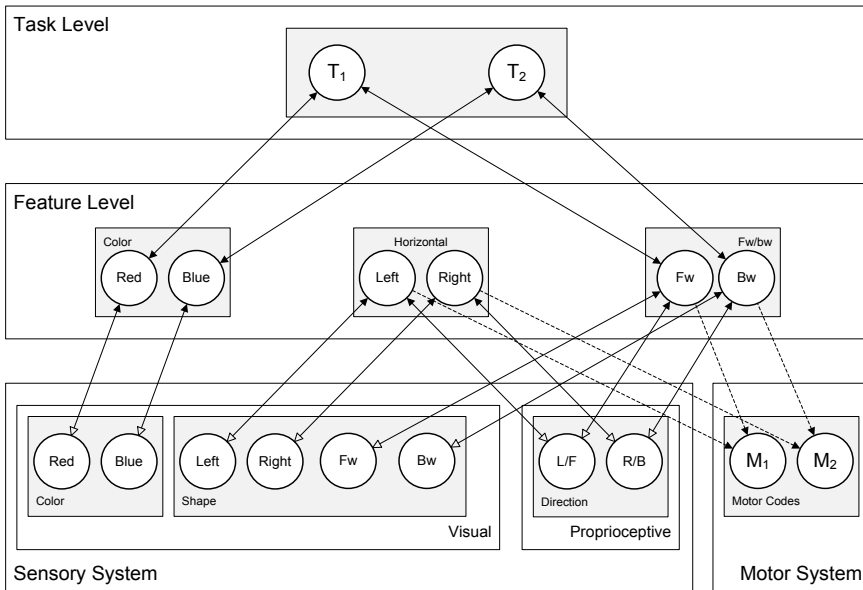 Task Level
T1 T2
Feature Level
Color Horizontal Fw/bw
Red Blue Left Right Fw Bw
Red Blue Left Right Fw Bw L/F R/B M1 M2
Color Shape Direction Motor Codes
Visual Proprioceptive
Sensory System Motor System